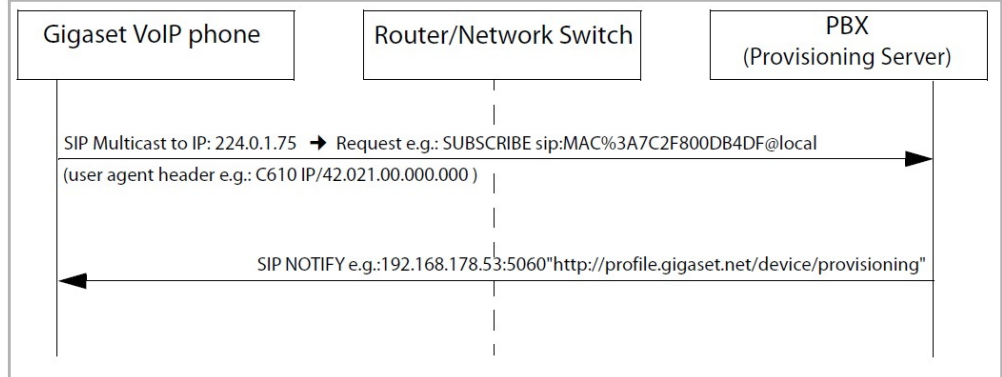 Gigaset VoIP phone
Router/Network Switch
PBX
(Provisioning Server)
SIP Multicast to IP: 224.0.1.75 ➔ Request e.g.: SUBSCRIBE sip:MAC%3A7C2F800DB4DF@local
(user agent header e.g.: C610 IP/42.021.00.000.000 )
SIP NOTIFY e.g.:192.168.178.53:5060"http://profile.gigaset.net/device/provisioning"